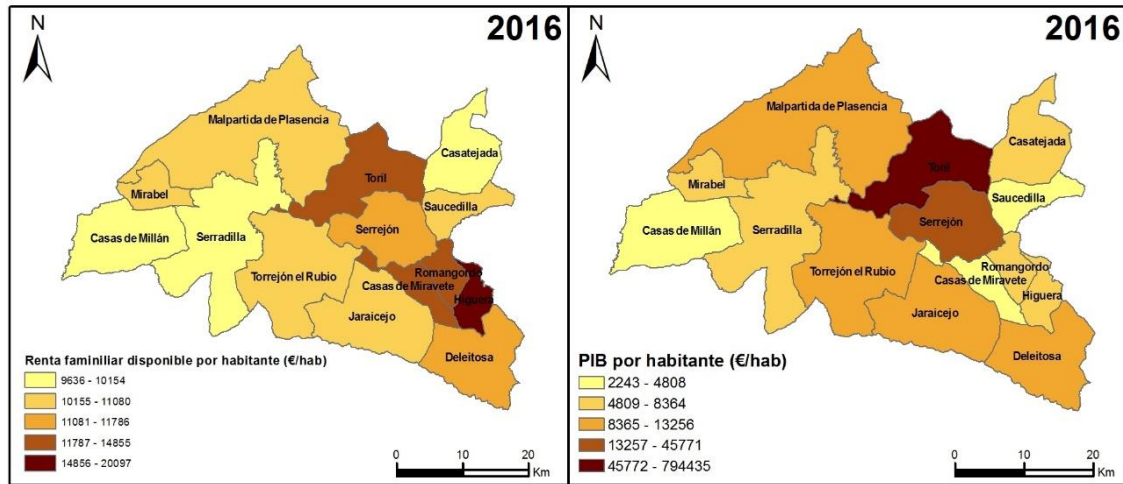 N
2016
Malpartida de Plasencia
Casatejada
Toril
Mirabel
Saucedilla
Serrejón
Casas de Millán
Serradilla
Romangordo
Torrejón el Rubio
Casas de Miravete
Higuera
Jaraicejo
Deleitosa
Renta faminiliar disponible por habitante (€/hab)
9636 - 10154
10155 - 11080
11081 - 11786
11787 - 14855
14856 - 20097
0 10 20
Km
N
2016
Malpartida de Plasencia
Casatejada
Toril
Mirabel
Saucedilla
Serrejón
Casas de Millán
Serradilla
Romangordo
Torrejón el Rubio
Casas de Miravete
Higuera
Jaraicejo
Deleitosa
PIB por habitante (€/hab)
2243 - 4808
4809 - 8364
8365 - 13256
13257 - 45771
45772 - 794435
0 10 20
Km